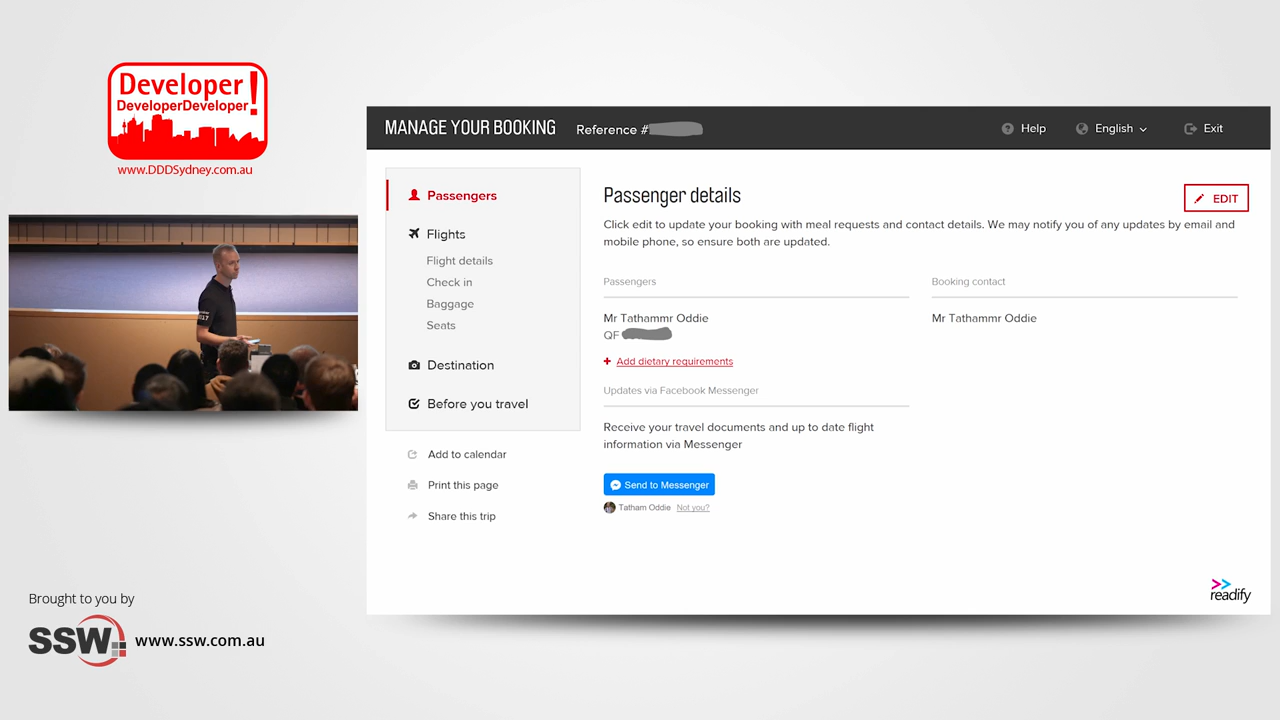 Developer!
DeveloperDeveloper
www.DDDSydney.com.au
MANAGE YOUR BOOKING
Reference #
Help
English
Exit
Passengers
Flights
Flight details
Check in
Baggage
Seats
Destination
Before you travel
Add to calendar
Print this page
Share this trip
Passenger details
EDIT
Click edit to update your booking with meal requests and contact details. We may notify you of any updates by email and
mobile phone, so ensure both are updated.
Passengers
Mr Tathammr Oddie
QF
+ Add dietary requirements
Booking contact
Mr Tathammr Oddie
Updates via Facebook Messenger
Receive your travel documents and up to date flight
information via Messenger
Send to Messenger
Tatham Oddie Not you?
readify
Brought to you by
SSW www.ssw.com.au